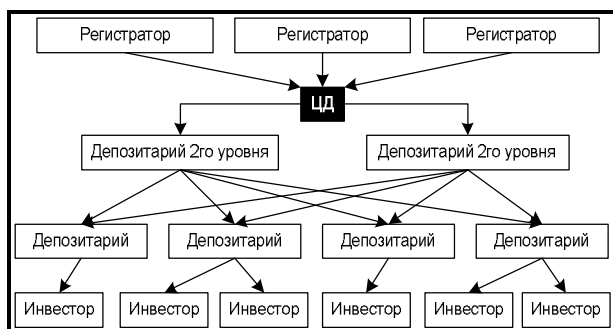 Регистратор
Регистратор
Регистратор
ЦД
Депозитарий 2го уровня
Депозитарий 2го уровня
Депозитарий
Депозитарий
Депозитарий
Депозитарий
Инвестор
Инвестор
Инвестор
Инвестор
Инвестор
Инвестор